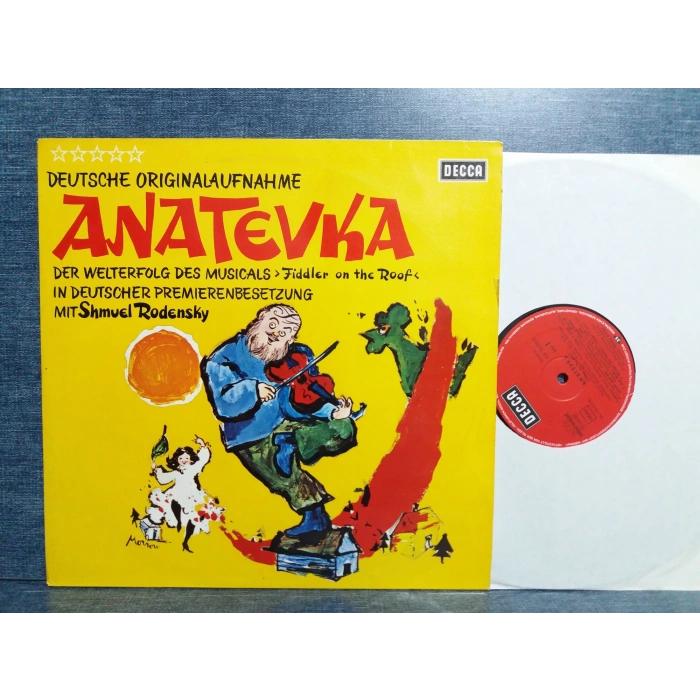 DEUTSCHE ORIGINALAUFNAHME
DECCA
ANATEVKA
DER WELTERFOLG DES MUSICALS ›Fiddler on the Roof‹
IN DEUTSCHER PREMIERENBESETZUNG
MIT Shmuel Rodensky
Morrow
DECCA